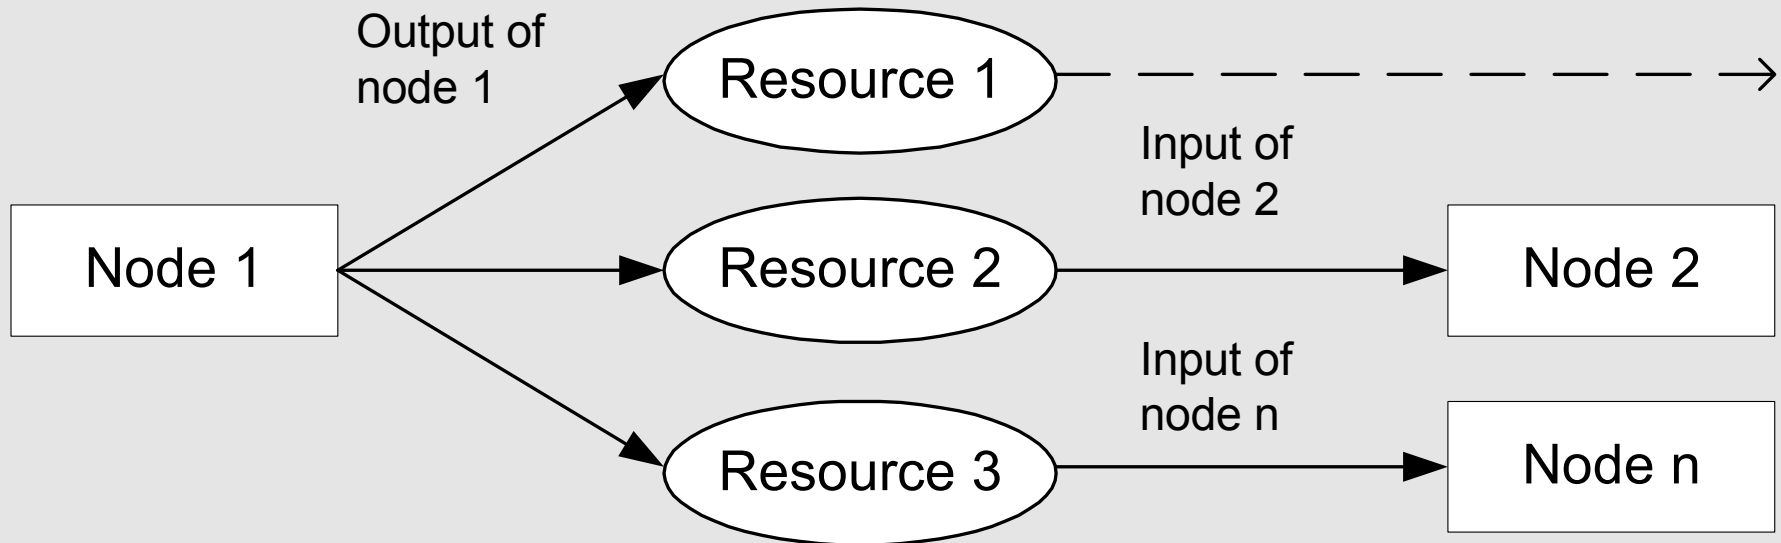 Output of
node 1
Resource 1
Input of
node 2
Node 1
Resource 2
Node 2
Input of
node n
Resource 3
Node n